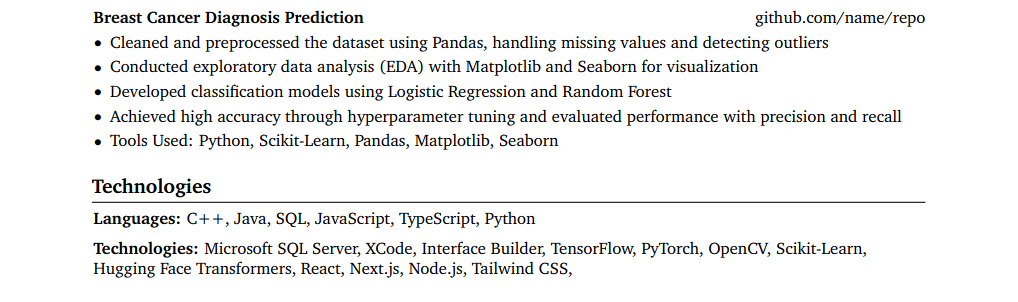 Breast Cancer Diagnosis Prediction github.com/name/repo
• Cleaned and preprocessed the dataset using Pandas, handling missing values and detecting outliers
• Conducted exploratory data analysis (EDA) with Matplotlib and Seaborn for visualization
• Developed classification models using Logistic Regression and Random Forest
• Achieved high accuracy through hyperparameter tuning and evaluated performance with precision and recall
• Tools Used: Python, Scikit-Learn, Pandas, Matplotlib, Seaborn
Technologies
Languages: C++, Java, SQL, JavaScript, TypeScript, Python
Technologies: Microsoft SQL Server, XCode, Interface Builder, TensorFlow, PyTorch, OpenCV, Scikit-Learn,
Hugging Face Transformers, React, Next.js, Node.js, Tailwind CSS,